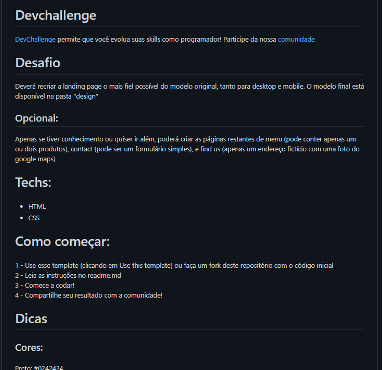 Devchallenge
DevChallenge permite que você evolua suas skills como programador! Participe da nossa comunidade
Desafio
Deverá recriar a landing page o mais fiel possível do modelo original, tanto para desktop e mobile. O modelo final está
disponível na pasta "design"
Opcional:
Apenas se tiver conhecimento ou quiser ir além, poderá criar as páginas restantes de menu (pode conter apenas um
ou dois produtos), contact (pode ser um formulário simples), e find us (apenas um endereço fictício com uma foto do
google maps)
Techs:
• HTML
• CSS
Como começar:
1 - Use esse template (clicando em Use this template) ou faça um fork deste repositório com o código inicial
2 - Leia as instruções no readme.md
3 - Comece a codar!
4 - Compartilhe seu resultado com a comunidade!
Dicas
Cores:
Preto: #0242424